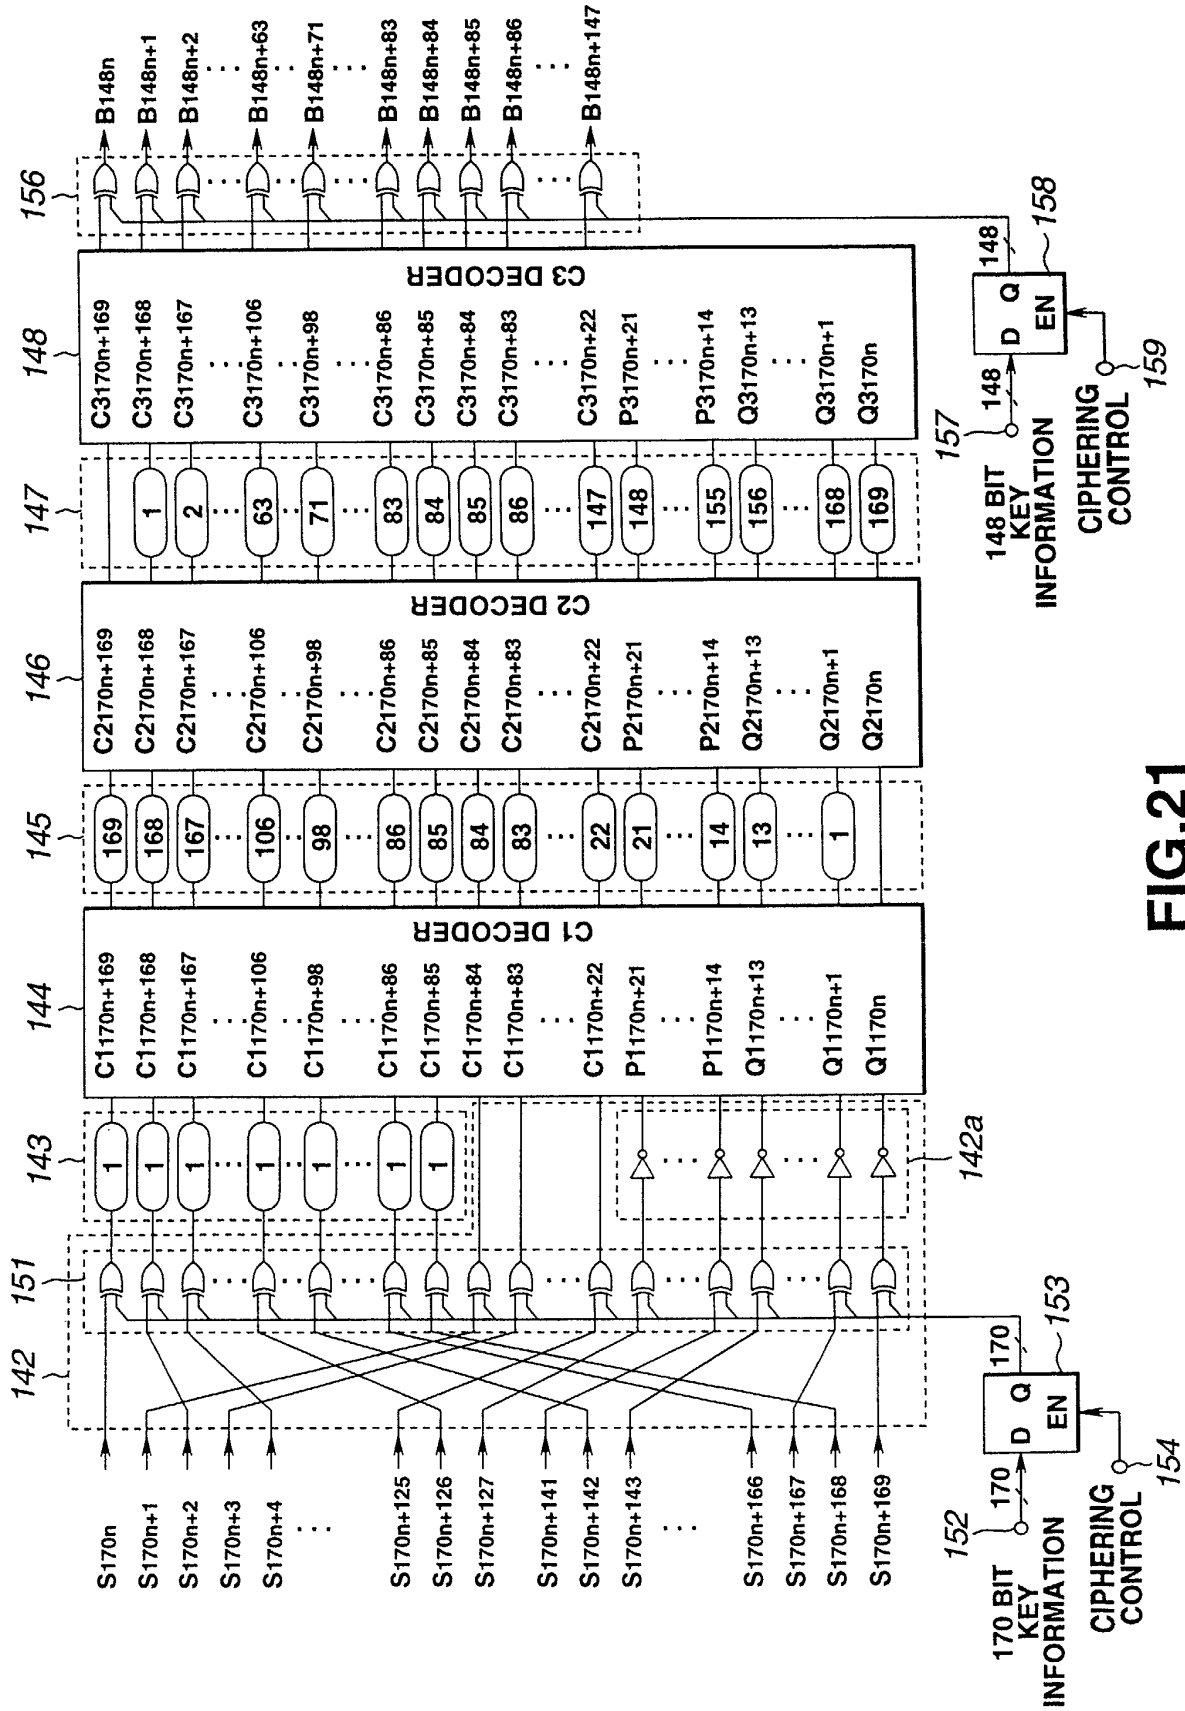 142
151
143
144
145
146
147
148
156
S170n
S170n+1
S170n+2
S170n+3
S170n+4
...
S170n+125
S170n+126
S170n+127
S170n+141
S170n+142
S170n+143
...
S170n+166
S170n+167
S170n+168
S170n+169
1
1
1
...
1
...
1
...
1
1
142a
C1170n+169
C1170n+168
C1170n+167
...
C1170n+106
...
C1170n+98
...
C1170n+86
C1170n+85
C1170n+84
C1170n+83
...
C1170n+22
P1170n+21
...
P1170n+14
Q1170n+13
...
Q1170n+1
Q1170n
C1 DECODER
169
168
167
...
106
...
98
...
86
85
84
83
...
22
21
...
14
13
...
1
C2170n+169
C2170n+168
C2170n+167
...
C2170n+106
...
C2170n+98
...
C2170n+86
C2170n+85
C2170n+84
C2170n+83
...
C2170n+22
P2170n+21
...
P2170n+14
Q2170n+13
...
Q2170n+1
Q2170n
C2 DECODER
1
2
...
63
...
71
...
83
84
85
86
...
147
148
...
155
156
...
168
169
C3170n+169
C3170n+168
C3170n+167
...
C3170n+106
...
C3170n+98
...
C3170n+86
C3170n+85
C3170n+84
C3170n+83
...
C3170n+22
P3170n+21
...
P3170n+14
Q3170n+13
...
Q3170n+1
Q3170n
C3 DECODER
B148n
B148n+1
B148n+2
...
B148n+63
...
B148n+71
...
B148n+83
B148n+84
B148n+85
B148n+86
...
B148n+147
152
170 BIT
KEY
INFORMATION
170
D Q
EN
170
153
CIPHERING
CONTROL
154
157
148 BIT
KEY
INFORMATION
148
D Q
EN
148
158
CIPHERING
CONTROL
159
FIG.21